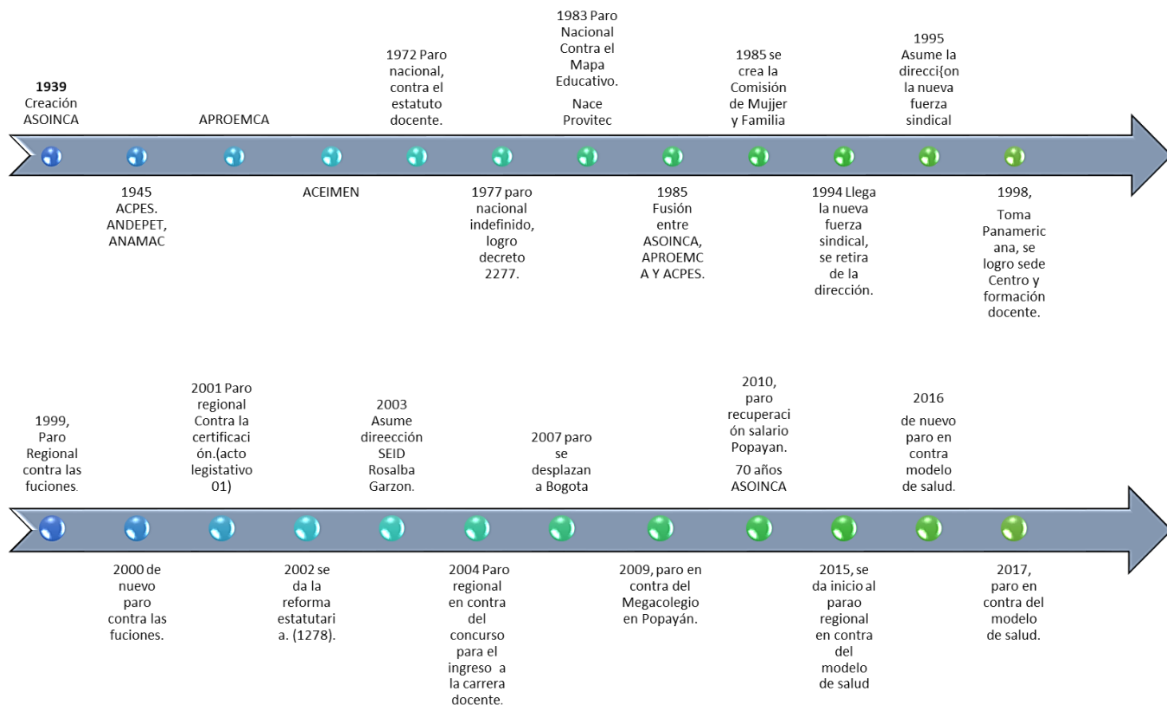 1939
Creación
ASOINCA
1945
ACPES.
ANDEPET,
ANAMAC
APROEMCA
ACEIMEN
1972 Paro
nacional,
contra el
estatuto
docente.
1977 paro
nacional
indefinido,
logro
decreto
2277.
1983 Paro
Nacional
Contra el
Mapa
Educativo.
Nace
Provitec
1985
Fusión
entre
ASOINCA,
APROEMC
A Y ACPES.
1985 se
crea la
Comisión
de Mujjer
y Familia
1994 Llega
la nueva
fuerza
sindical,
se retira
de la
dirección.
1995
Asume la
direcci{on
la nueva
fuerza
sindical
1998,
Toma
Panameric
ana, se
logro sede
Centro y
formación
docente.
1999,
Paro
Regional
contra las
fuciones.
2000 de
nuevo
paro
contra las
fuciones.
2001 Paro
regional
Contra la
certificaci
ón.(acto
legistativo
01)
2002 se
da la
reforma
estatutari
a. (1278).
2003
Asume
direección
SEID
Rosalba
Garzon.
2004 Paro
regional
en contra
del
concurso
para el
ingreso a
la carrera
docente.
2007 paro
se
desplazan
a Bogota
2009, paro en
contra del
Megacolegio
en Popayán.
2010,
paro
recuperaci
ón salario
Popayan.
70 años
ASOINCA
2015, se
da inicio al
parao
regional
en contra
del
modelo
de salud
2016
de nuevo
paro en
contra
modelo
de salud.
2017,
paro en
contra del
modelo
de salud.